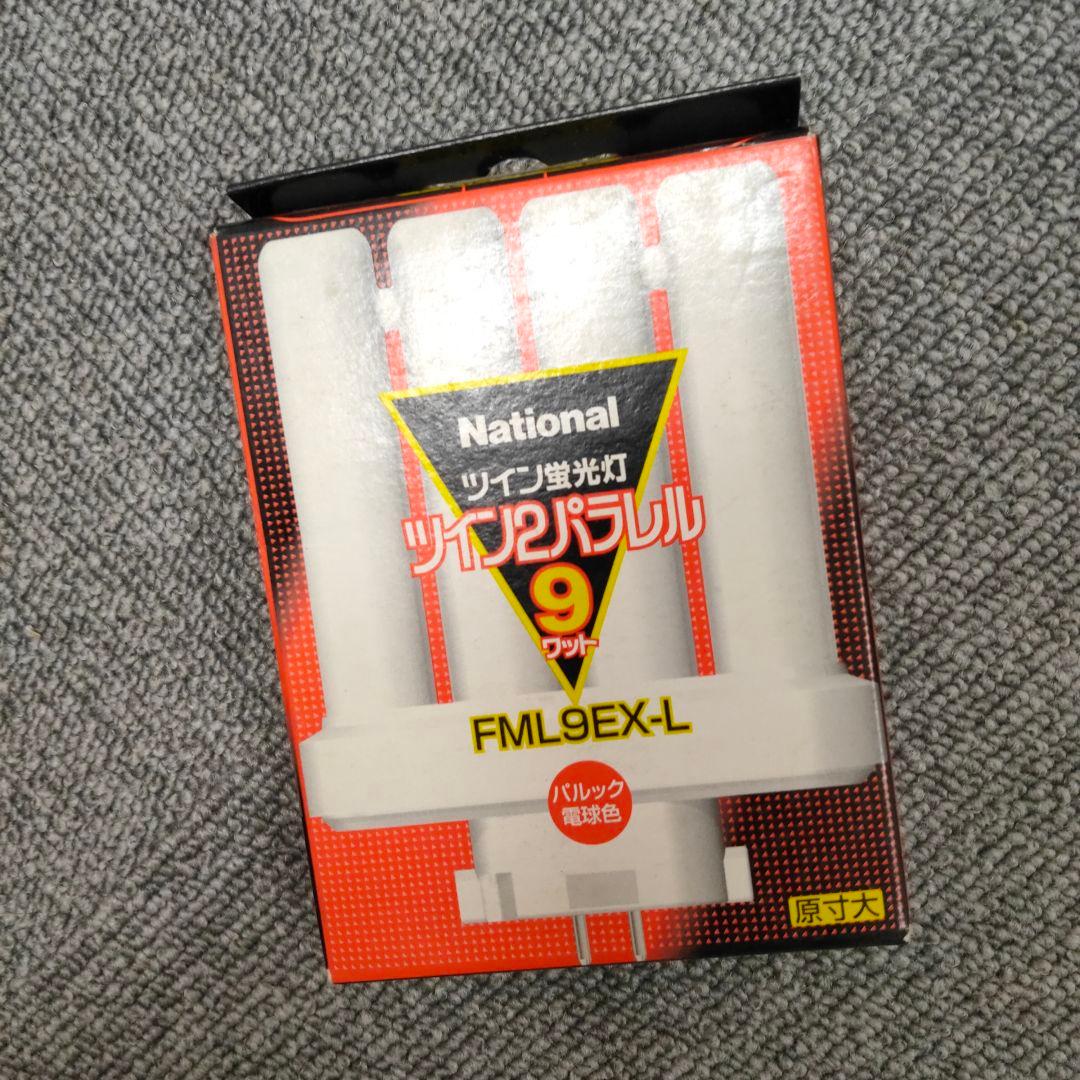 National
ツイン蛍光灯
ツイン2パラレル
9
ワット
FML9EX-L
パルック
電球色
原寸大